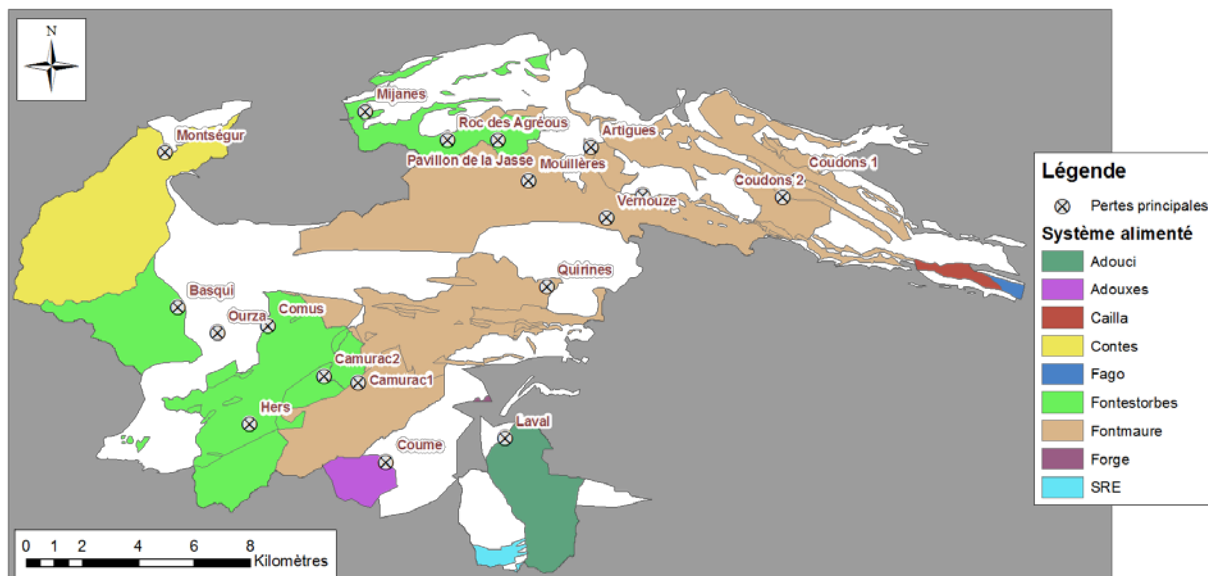 N
Mijanes
Montségur
Roc des Agréous
Artigues
Pavillon de la Jasse
Mouillères
Coudons 1
Coudons 2
Vernouze
Quirines
Basqui
Ourza
Comus
Camurac2
Camurac1
Hers
Coume
Laval
Légende
Pertes principales
Système alimenté
Adouci
Adouxes
Cailla
Contes
Fago
Fontestorbes
Fontmaure
Forge
SRE
0 1 2 4 6 8
Kilomètres